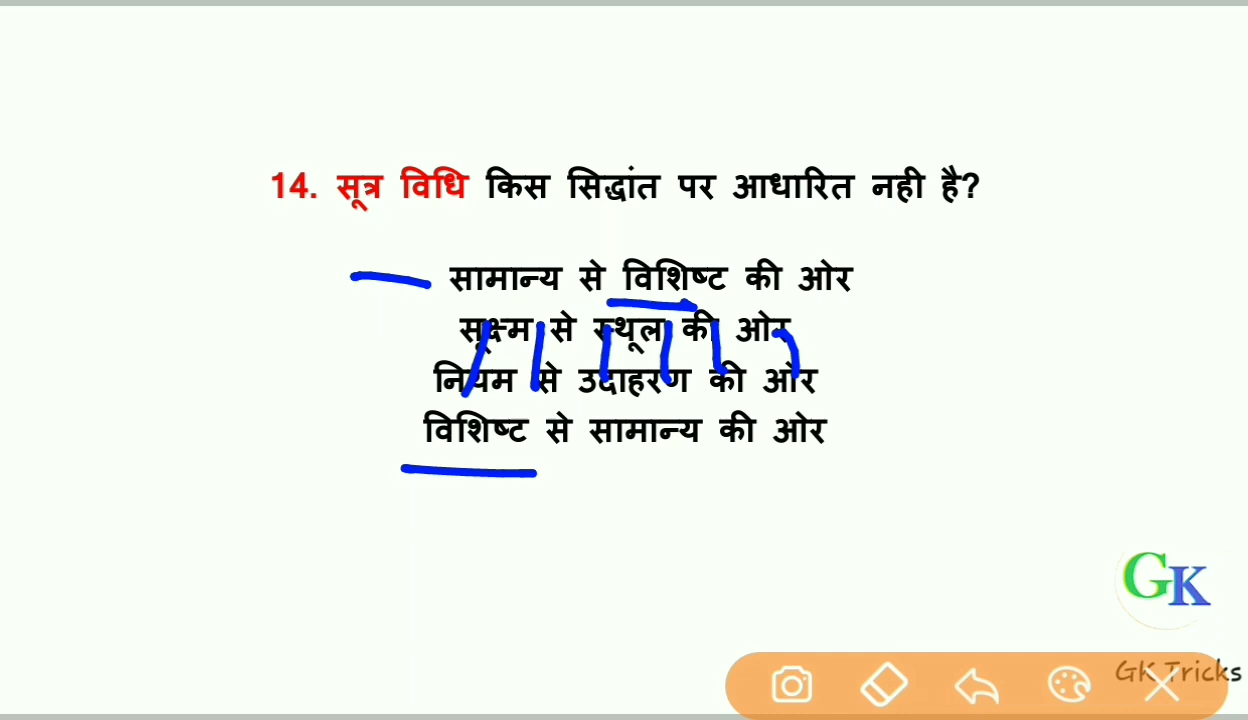 14. सूत्र विधि किस सिद्धांत पर आधारित नही है?
सामान्य से विशिष्ट की ओर
सूक्ष्म से स्थूल की ओर
नियम से उदाहरण की ओर
विशिष्ट से सामान्य की ओर
GK
GK Tricks